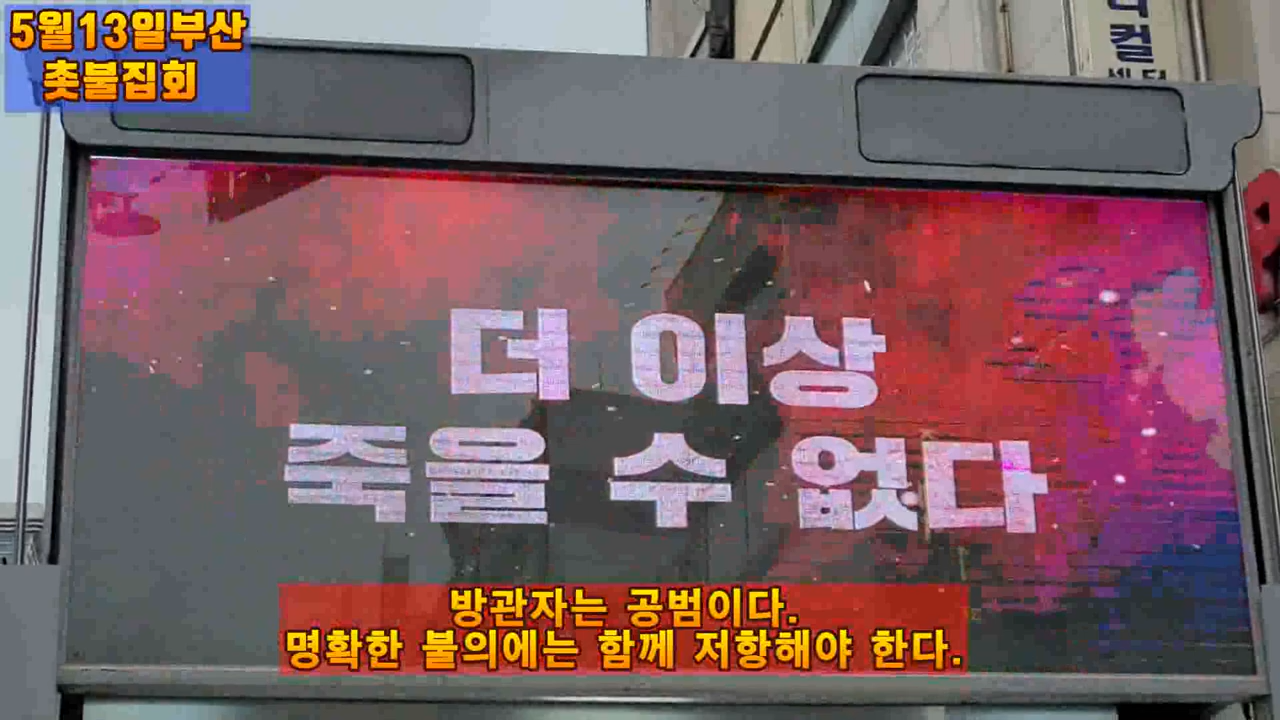 5월13일부산
촛불집회
더 이상
죽을 수 없다
방관자는 공범이다.
명확한 불의에는 함께 저항해야 한다.